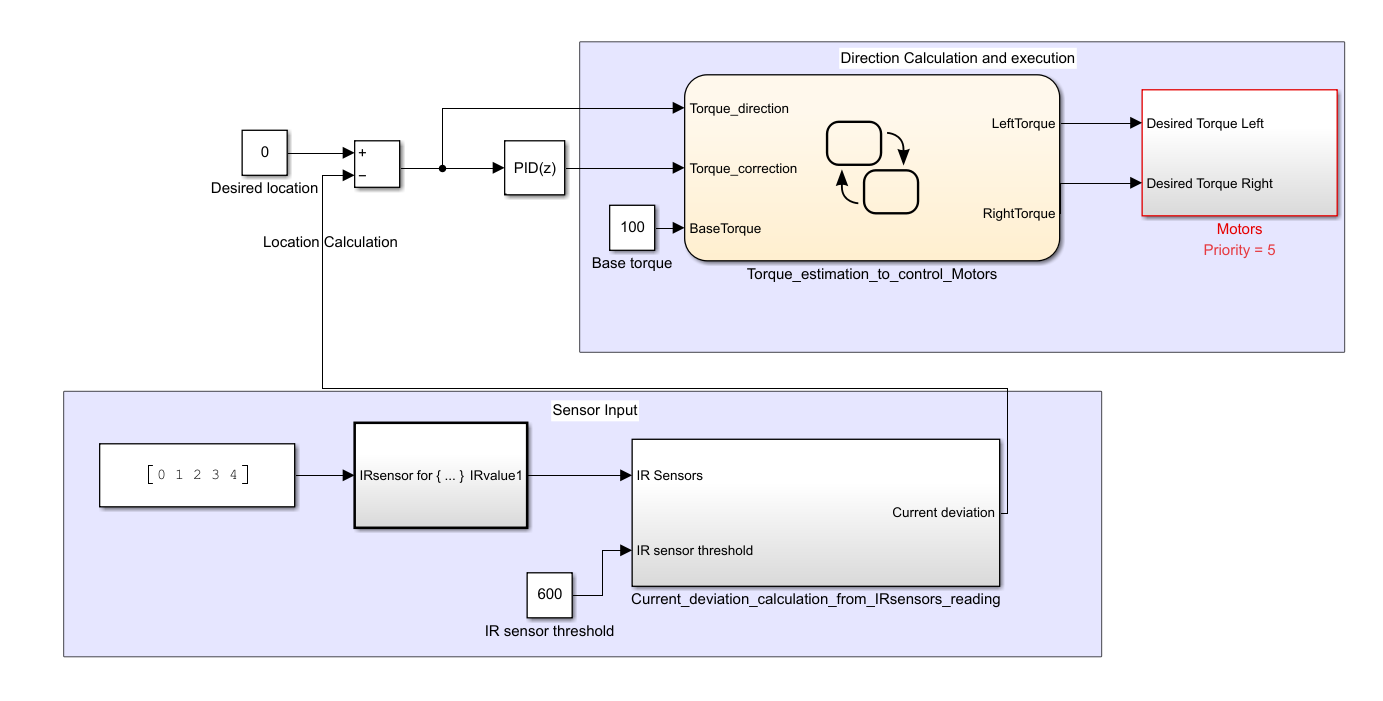 Direction Calculation and execution
Torque_direction
LeftTorque
Desired Torque Left
0
+
−
PID(z)
Torque_correction
Desired Torque Right
Desired location
RightTorque
100
BaseTorque
Motors
Location Calculation
Priority = 5
Base torque
Torque_estimation_to_control_Motors
Sensor Input
[ 0 1 2 3 4 ]
IRsensor for { ... } IRvalue1
IR Sensors
Current deviation
IR sensor threshold
600
Current_deviation_calculation_from_IRsensors_reading
IR sensor threshold